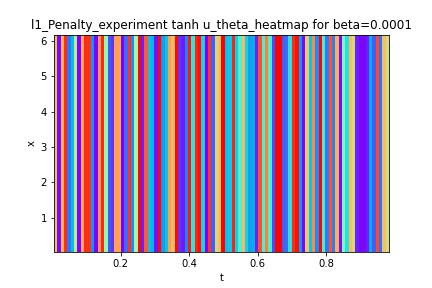 l1_Penalty_experiment tanh u_theta_heatmap for beta=0.0001
6
5
4
x
3
2
1
0.2 0.4 0.6 0.8
t